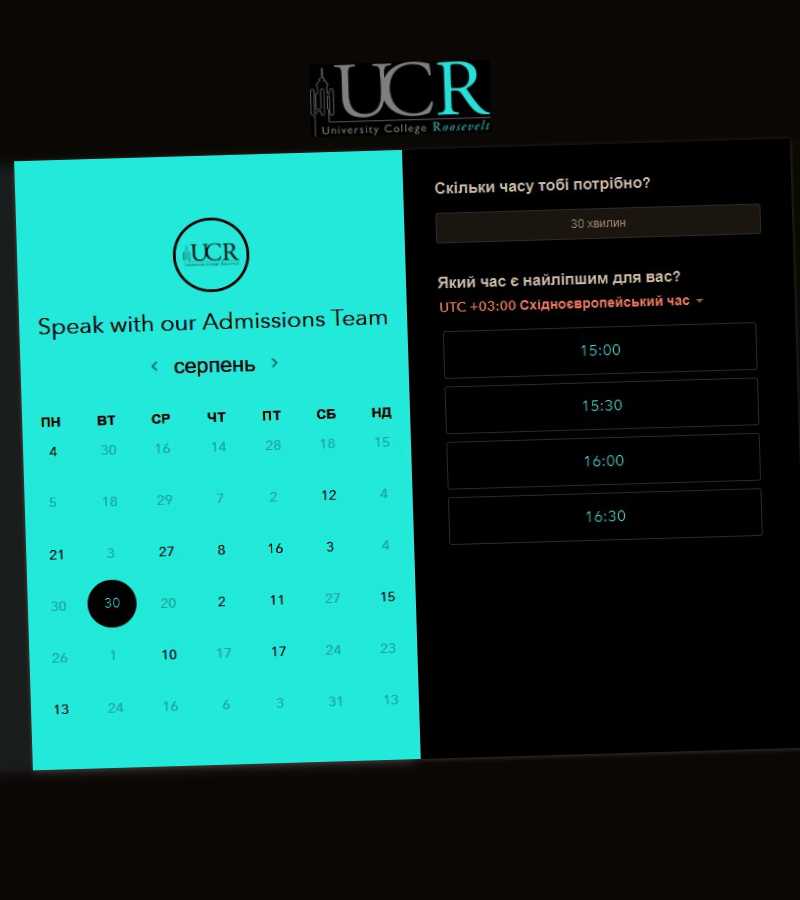 UCR
University College Roosevelt
UCR
University College Roosevelt
Speak with our Admissions Team
серпень
ПН ВТ СР ЧТ ПТ СБ НД
4 30 16 14 28 18 15
5 18 29 7 2 12 4
21 3 27 8 16 3 4
30 30 20 2 11 27 15
26 1 10 17 17 24 23
13 24 16 6 3 31 13
Скільки часу тобі потрібно?
30 хвилин
Який час є найліпшим для вас?
UTC +03:00 Східноєвропейський час
15:00
15:30
16:00
16:30